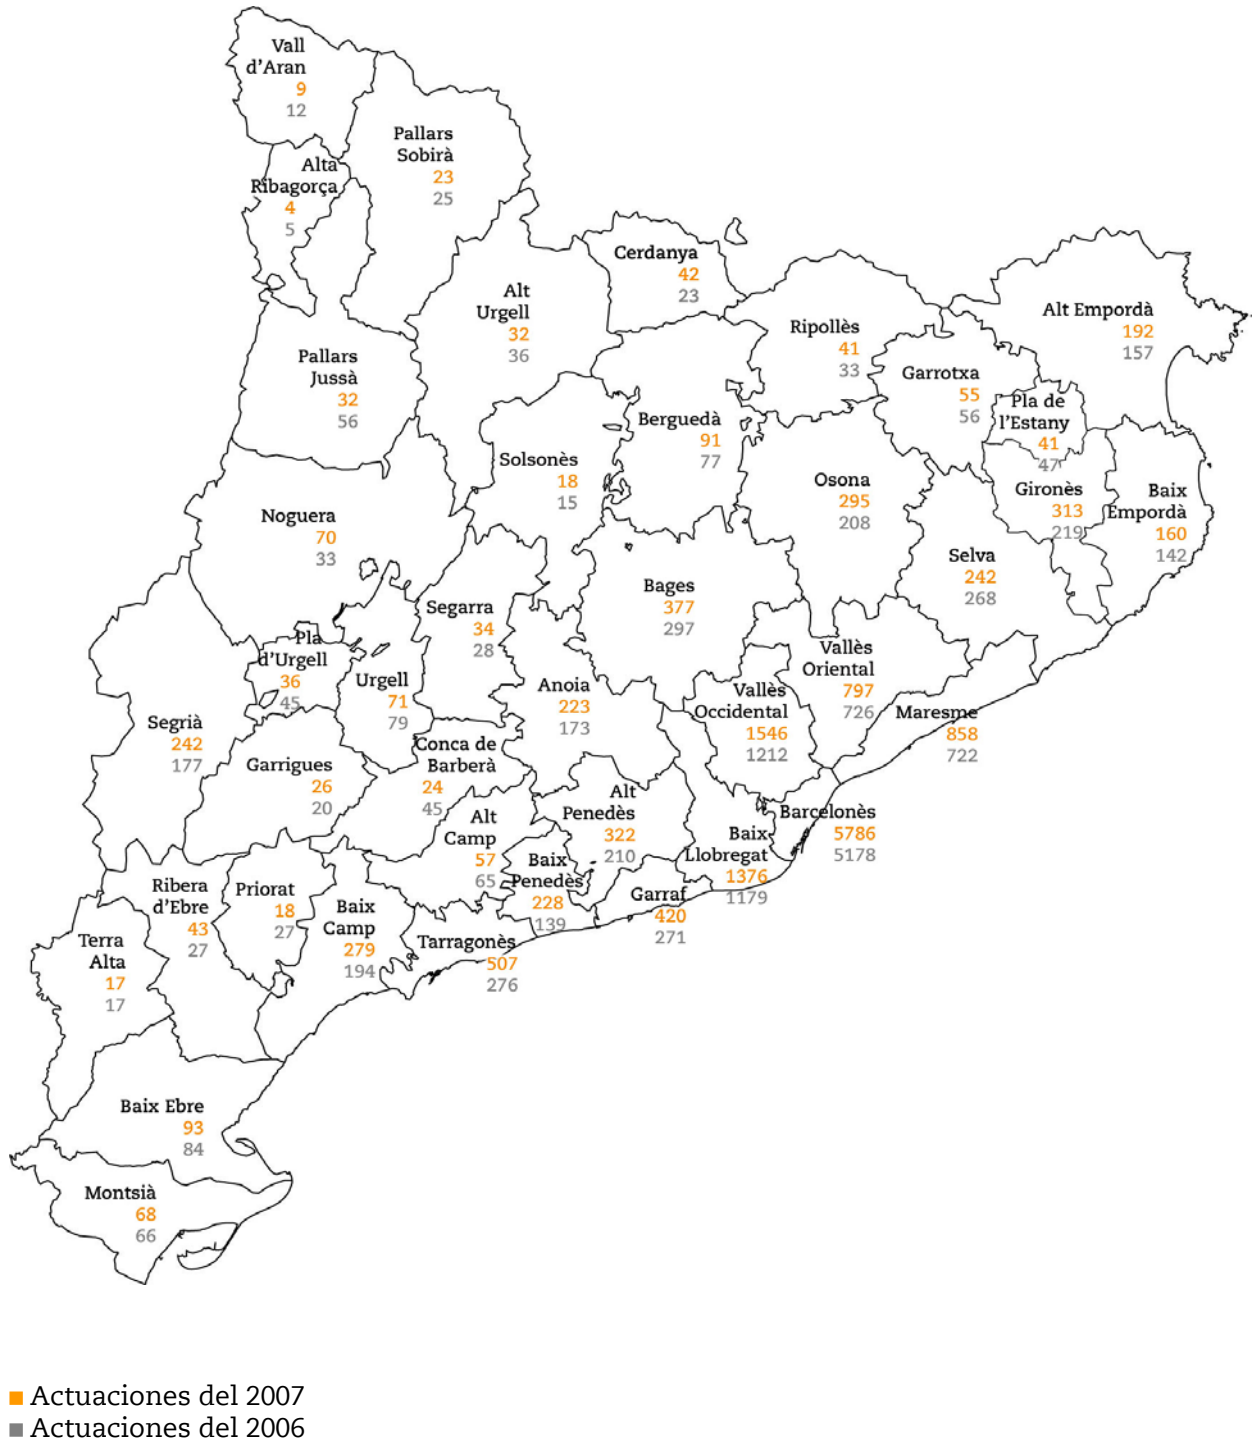 Vall
d'Aran
9
12
Pallars
Sobirà
23
25
Alta
Ribagorça
4
5
Cerdanya
42
23
Alt
Urgell
32
36
Alt Empordà
192
157
Ripollès
41
33
Pallars
Jussà
32
56
Garrotxa
55
56
Pla de
l'Estany
41
47
Berguedà
91
77
Solsonès
18
15
Osona
295
208
Gironès
313
219
Baix
Empordà
160
142
Noguera
70
33
Selva
242
268
Bages
377
297
Segarra
34
28
Pla
d'Urgell
36
45
Urgell
71
79
Anoia
223
173
Vallès
Oriental
797
726
Vallès
Occidental
1546
1212
Maresme
858
722
Segrià
242
177
Garrigues
26
20
Conca de
Barberà
24
45
Alt
Penedès
322
210
Alt
Camp
57
65
Barcelonès
5786
5178
Baix
Llobregat
1376
1179
Baix
Penedès
228
139
Garraf
420
271
Ribera
d'Ebre
43
27
Priorat
18
27
Baix
Camp
279
194
Tarragonès
507
276
Terra
Alta
17
17
Baix Ebre
93
84
Montsià
68
66
Actuaciones del 2007
Actuaciones del 2006